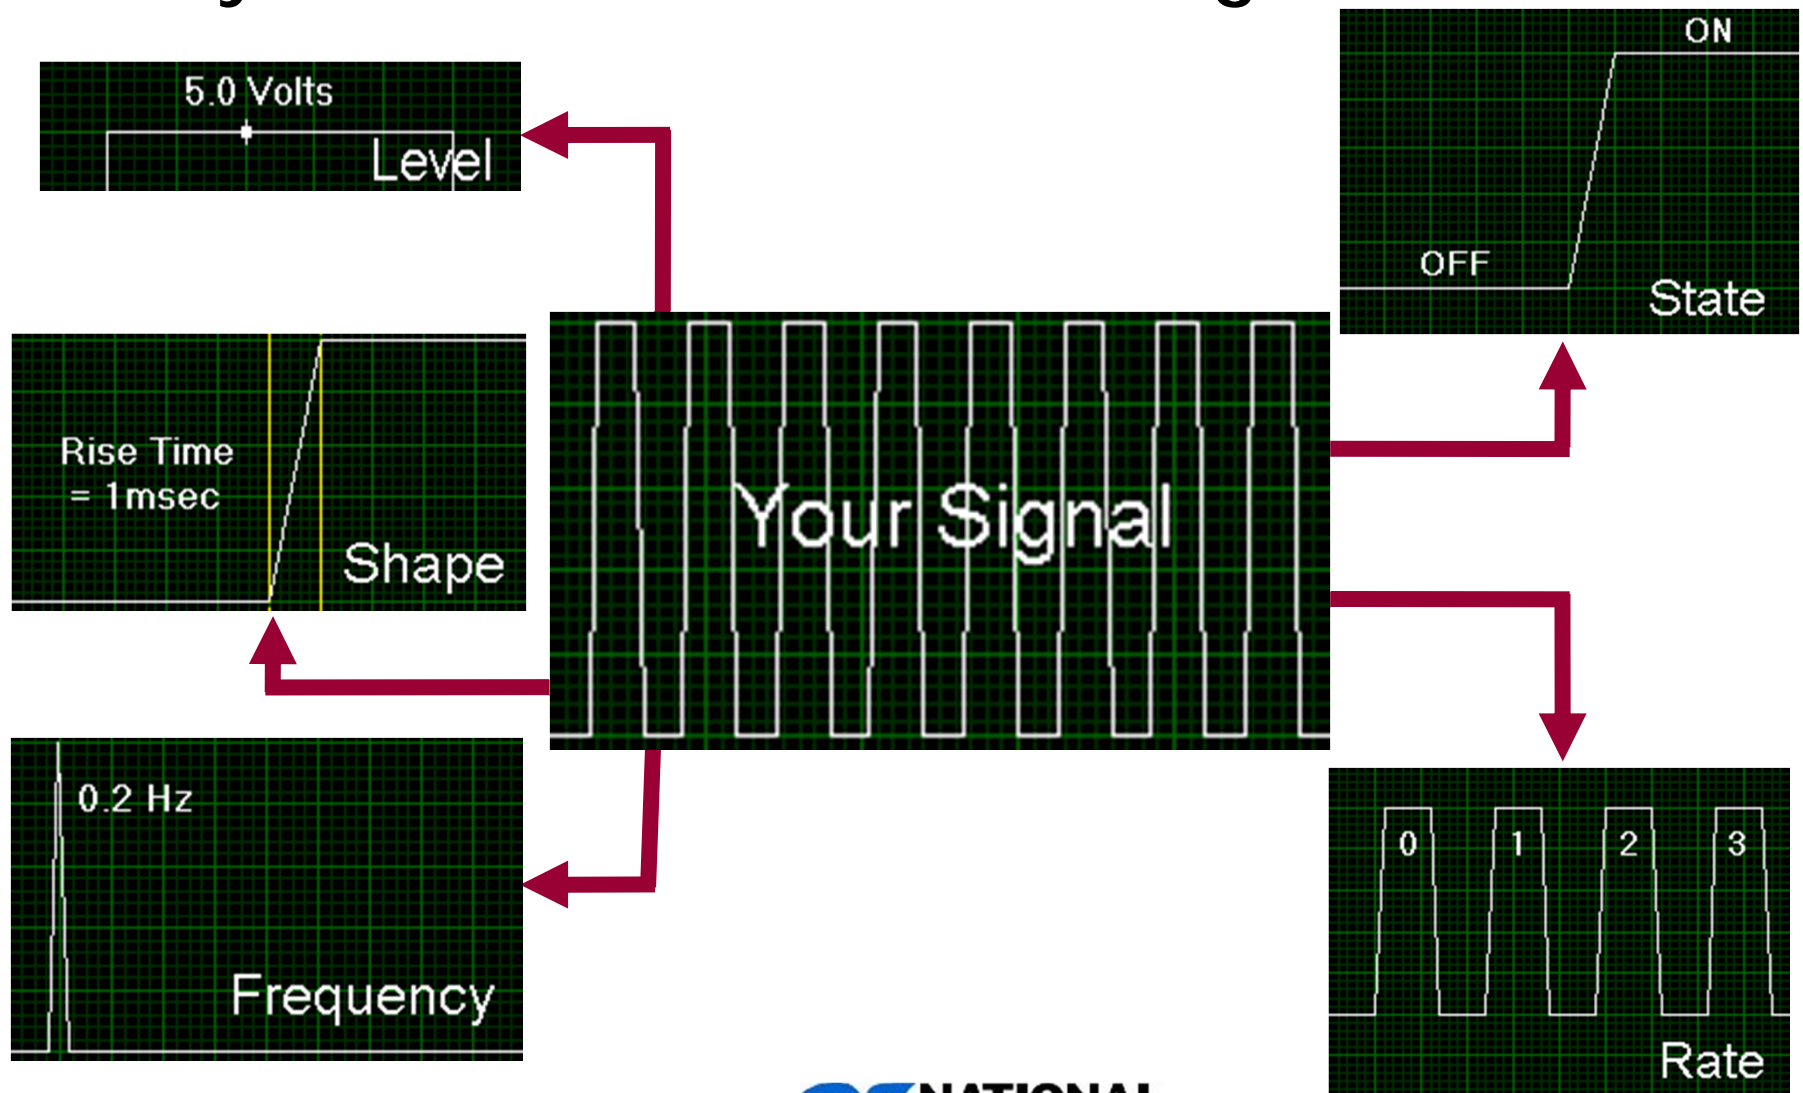 5.0 Volts
Level
ON
OFF
State
Rise Time
= 1msec
Shape
Your Signal
0.2 Hz
Frequency
0
1
2
3
Rate
NATIONAL